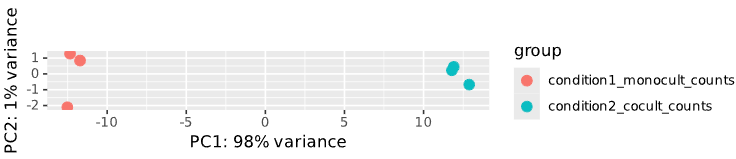 PC2: 1% variance
1
0
-1
-2
-10
-5
0
5
10
PC1: 98% variance
group
condition1_monocult_counts
condition2_cocult_counts